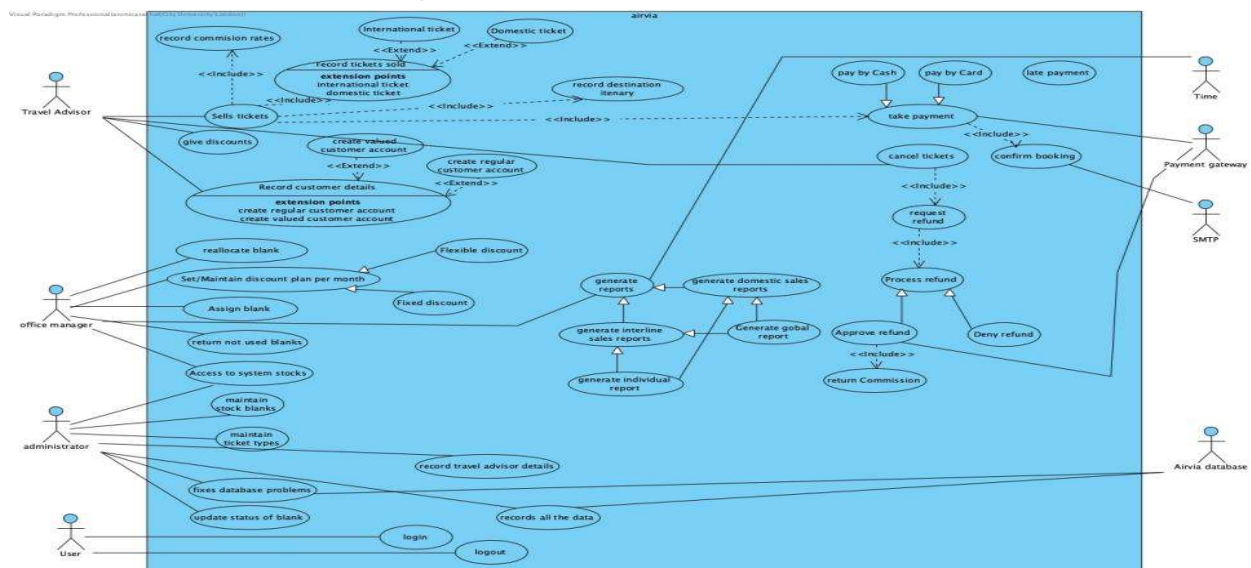 airvia
record commision rates
International ticket
Domestic ticket
<<Extend>>
<<Extend>>
<<Include>>
record tickets sold
extension points
international ticket
domestic ticket
<<Include>>
record destination
itenary
<<Include>>
<<Include>>
Travel Advisor
Sells tickets
give discounts
pay by Cash
pay by Card
late payment
take payment
Time
<<Include>>
confirm booking
Payment gateway
SMTP
create valued
customer account
<<Extend>>
create regular
customer account
<<Extend>>
Record customer details
extension points
create regular customer account
create valued customer account
cancel tickets
<<Include>>
request
refund
<<Include>>
Process refund
Approve refund
Deny refund
<<Include>>
return Commission
reallocate blank
Flexible discount
Set/Maintain discount plan per month
Fixed discount
office manager
Assign blank
return not used blanks
Access to system stocks
generate
reports
generate domestic sales
reports
generate interline
sales reports
Generate gobal
report
generate individual
report
administrator
maintain
stock blanks
maintain
ticket types
record travel advisor details
fixes database problems
update status of blank
records all the data
Airvia database
User
login
logout